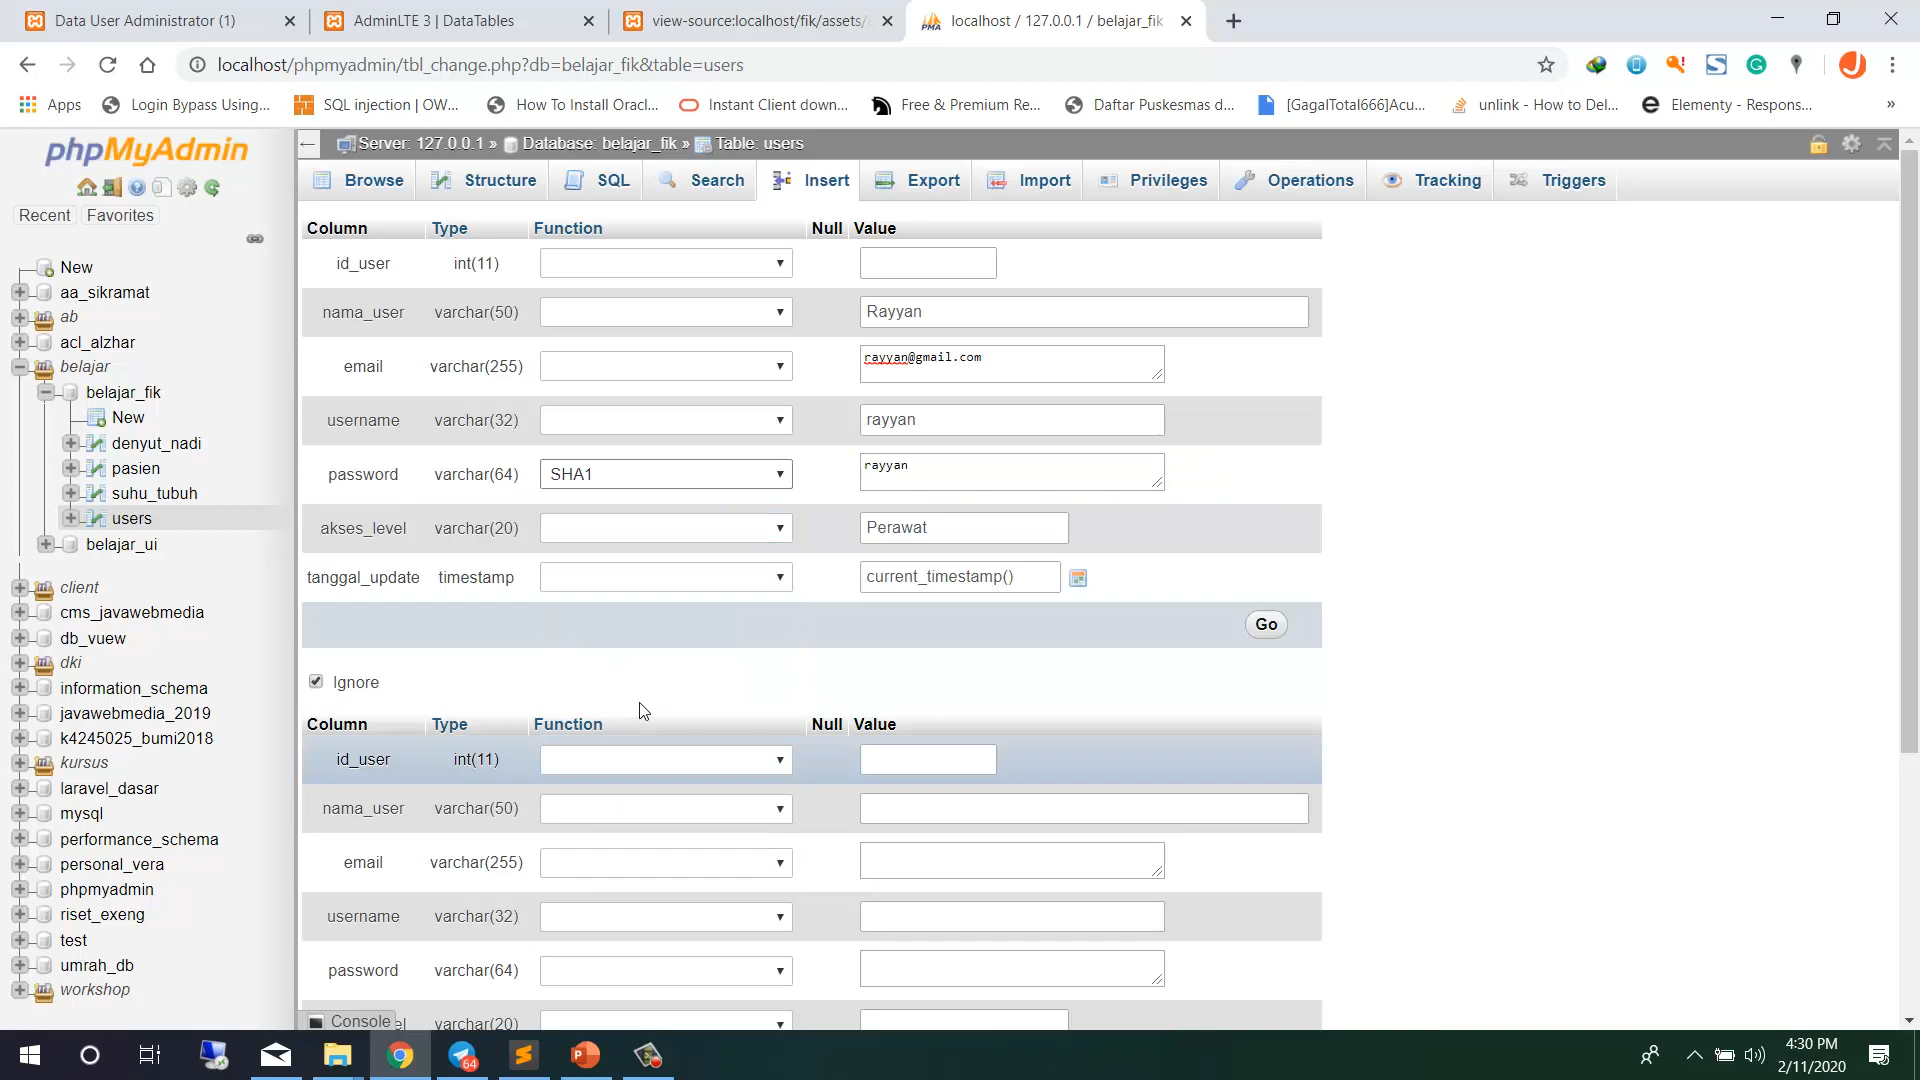 Data User Administrator (1)
AdminLTE 3 | DataTables
view-source:localhost/fik/assets/
localhost / 127.0.0.1 / belajar_fik
localhost/phpmyadmin/tbl_change.php?db=belajar_fik&table=users
Apps
Login Bypass Using...
SQL injection | OW...
How To Install Oracl...
Instant Client down...
Free & Premium Re...
Daftar Puskesmas d...
[GagalTotal666]Acu...
unlink - How to Del...
Elementy - Respons...
»
phpMyAdmin
Recent
Favorites
New
aa_sikramat
ab
acl_alzhar
belajar
belajar_fik
New
denyut_nadi
pasien
suhu_tubuh
users
belajar_ui
client
cms_javawebmedia
db_vuew
dki
information_schema
javawebmedia_2019
k4245025_bumi2018
kursus
laravel_dasar
mysql
performance_schema
personal_vera
phpmyadmin
riset_exeng
test
umrah_db
workshop
Server: 127.0.0.1 » Database: belajar_fik » Table: users
Browse Structure SQL Search Insert Export Import Privileges Operations Tracking Triggers
Column Type Function Null Value
id_user int(11)
nama_user varchar(50) Rayyan
email varchar(255) rayyan@gmail.com
username varchar(32) rayyan
password varchar(64) SHA1 rayyan
akses_level varchar(20) Perawat
tanggal_update timestamp current_timestamp()
Go
Ignore
Column Type Function Null Value
id_user int(11)
nama_user varchar(50)
email varchar(255)
username varchar(32)
password varchar(64)
Console el varchar(20)
64
4:30 PM
2/11/2020